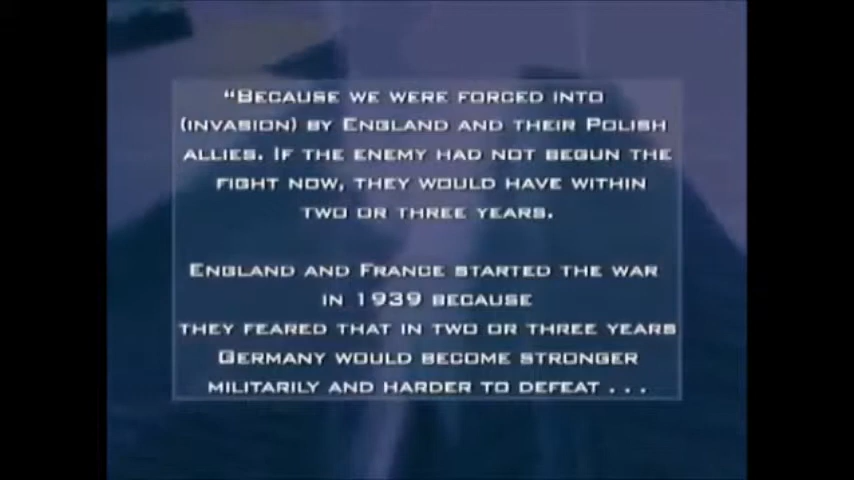 “Because we were forced into
(invasion) by England and their Polish
allies. If the enemy had not begun the
fight now, they would have within
two or three years.
England and France started the war
in 1939 because
they feared that in two or three years
Germany would become stronger
militarily and harder to defeat . . .